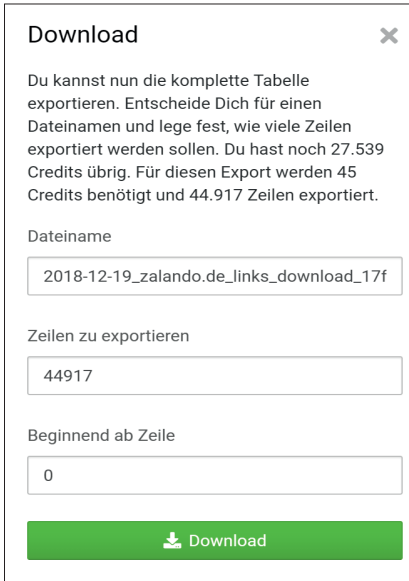 Download
Du kannst nun die komplette Tabelle
exportieren. Entscheide Dich für einen
Dateinamen und lege fest, wie viele Zeilen
exportiert werden sollen. Du hast noch 27.539
Credits übrig. Für diesen Export werden 45
Credits benötigt und 44.917 Zeilen exportiert.
Dateiname
2018-12-19_zalando.de_links_download_17f
Zeilen zu exportieren
44917
Beginnend ab Zeile
0
Download